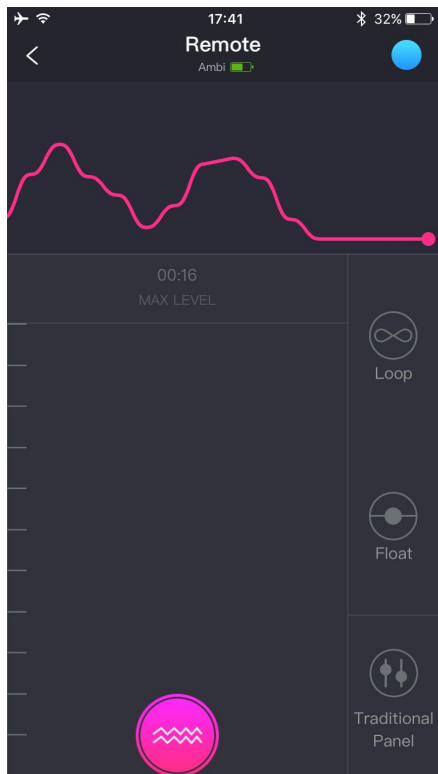 17:41
32%
Remote
Ambi
00:16
MAX LEVEL
Loop
Float
Traditional
Panel